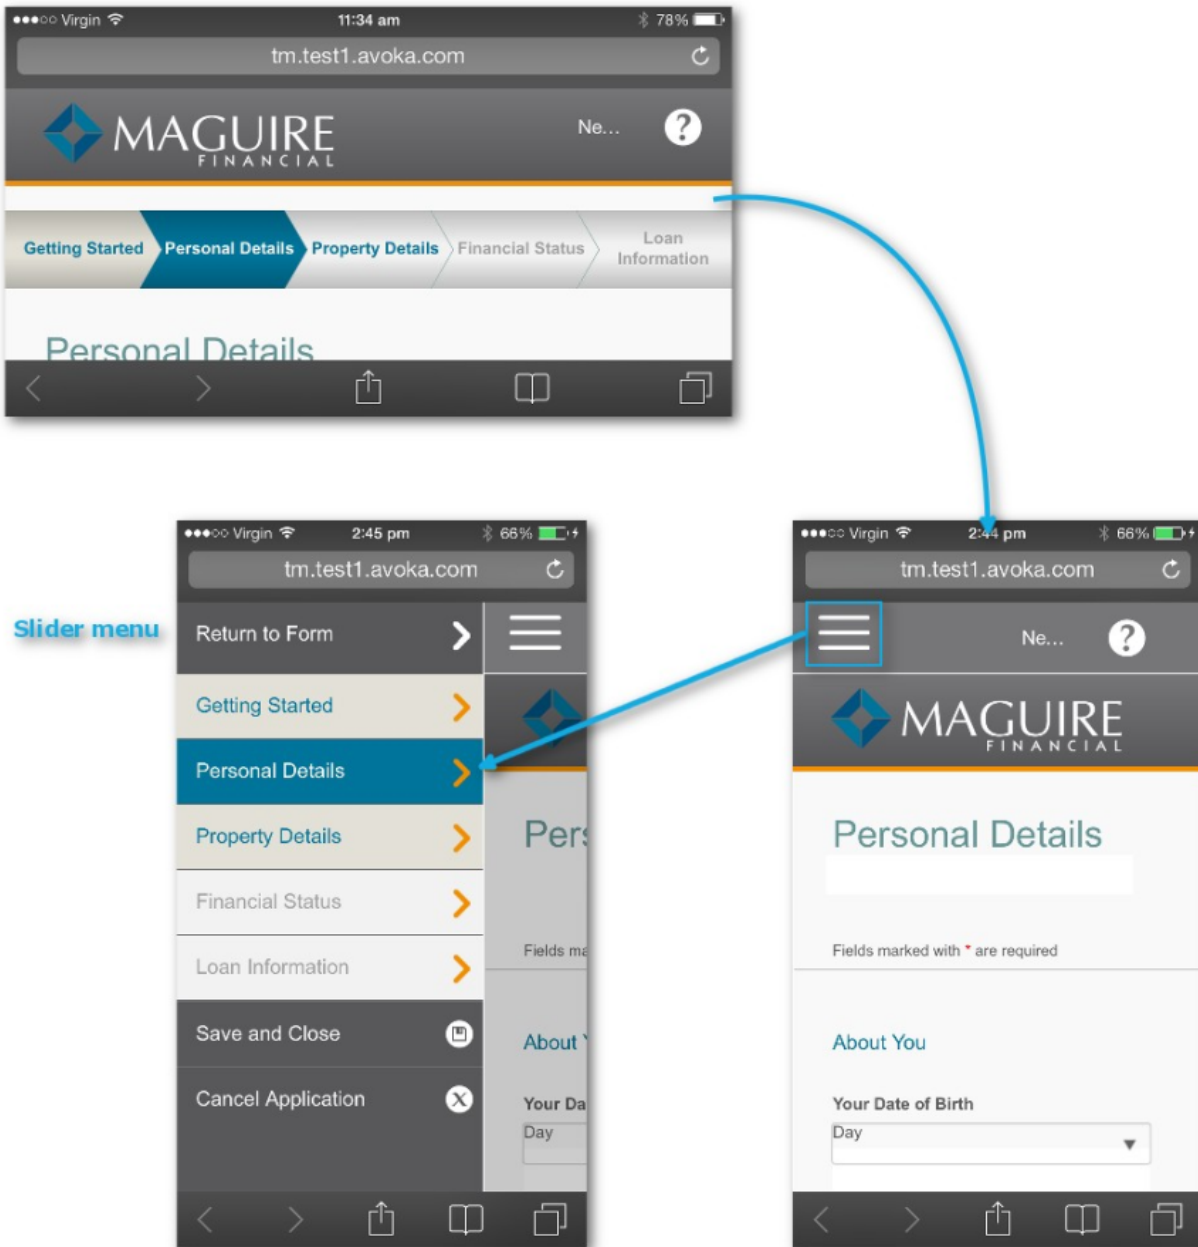 Virgin 11:34 am 78%
tm.test1.avoka.com
MAGUIRE
FINANCIAL
Ne...
?
Getting Started Personal Details Property Details Financial Status Loan
Information
Personal Details
Slider menu
Virgin 2:45 pm 66%
tm.test1.avoka.com
Return to Form
Getting Started
Personal Details
Property Details
Financial Status
Loan Information
Save and Close
Cancel Application X
Pers
Fields ma
About
Your Da
Day
Virgin 2:44 pm 66%
tm.test1.avoka.com
Ne...
?
MAGUIRE
FINANCIAL
Personal Details
Fields marked with * are required
About You
Your Date of Birth
Day